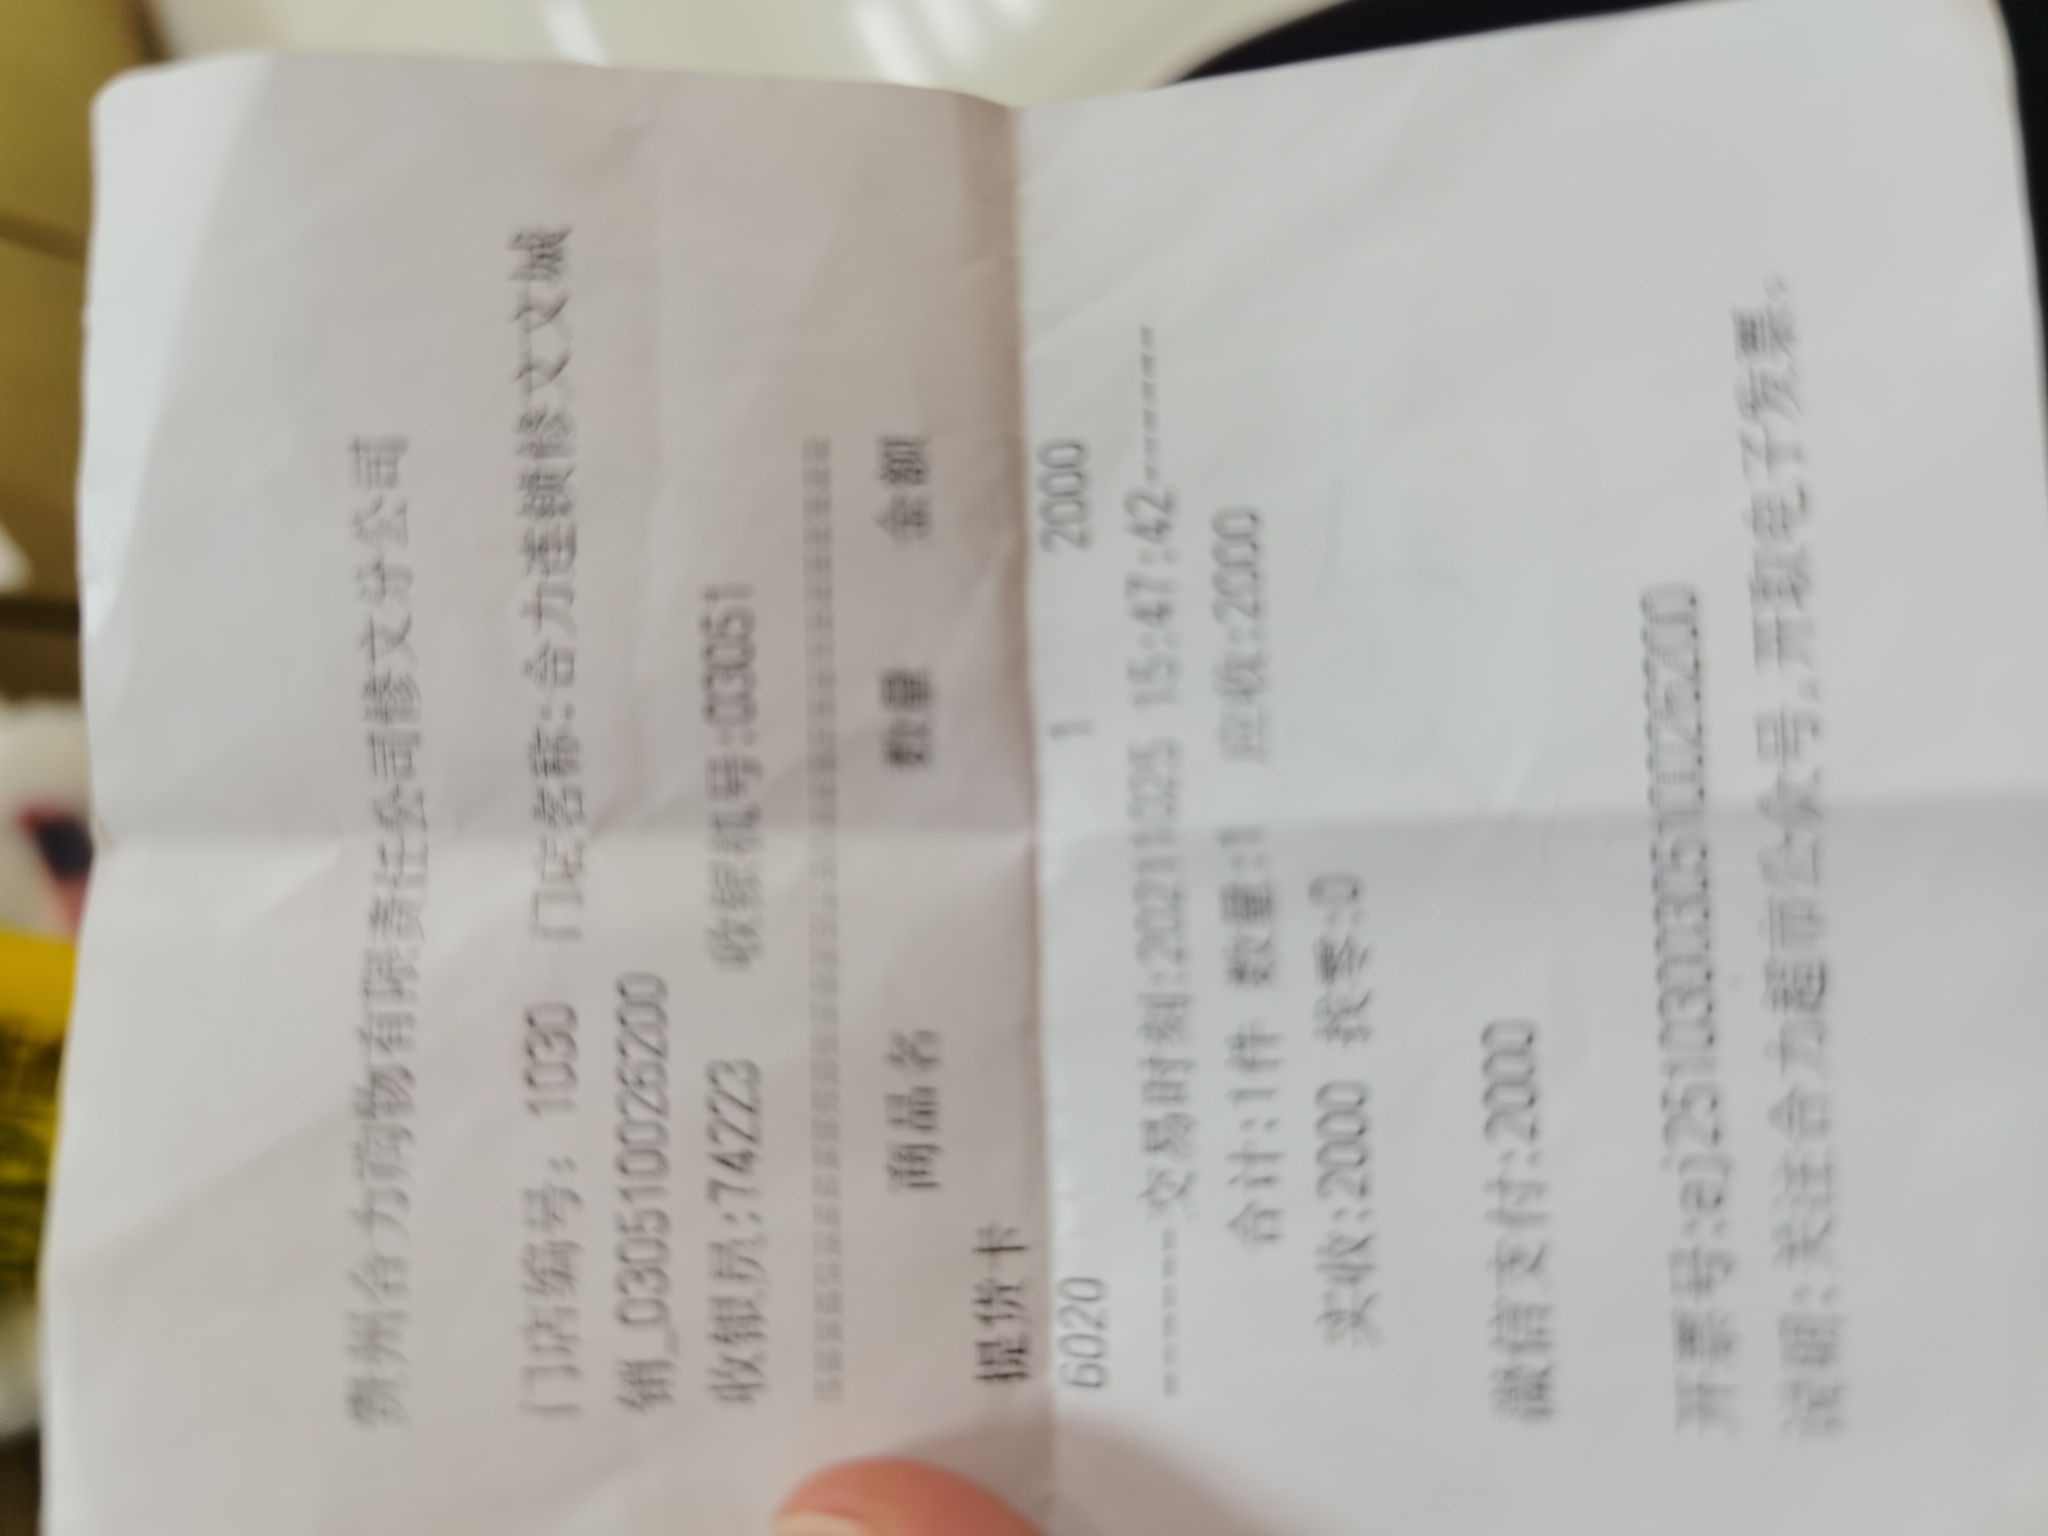 贵州合力购物有限责任公司修文分公司
门店编号: 1030 门店名称:合力连锁修文文城
销_030510026200
收银员:74223 收银机号:03051
商品名 数量 金额
提货卡
6020 1 2000
------交易时刻:20211025 15:47:42------
合计:1件 数量:1 应收:2000
实收:2000 找零:0
微信支付:2000
开票号:aj251030030510026200
说明:关注合力超市公众号,开取电子发票。